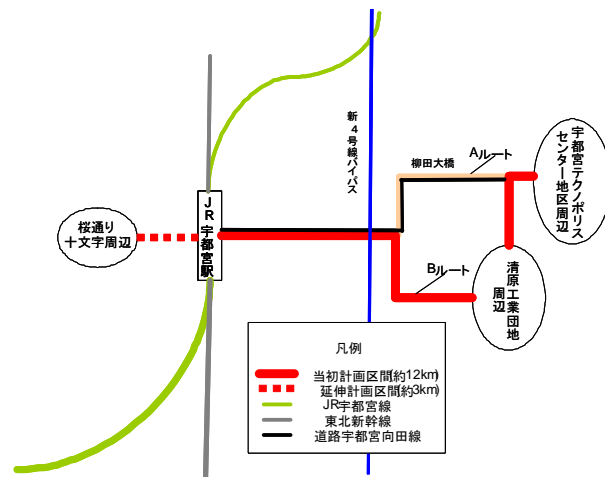 新4号線バイパス
柳田大橋
Aルート
宇都宮テクノポリス
センター地区周辺
JR宇都宮駅
桜通り
十文字周辺
Bルート
清原工業団地
周辺
凡例
当初計画区間(約12km)
延伸計画区間(約3km)
JR宇都宮線
東北新幹線
道路宇都宮向田線